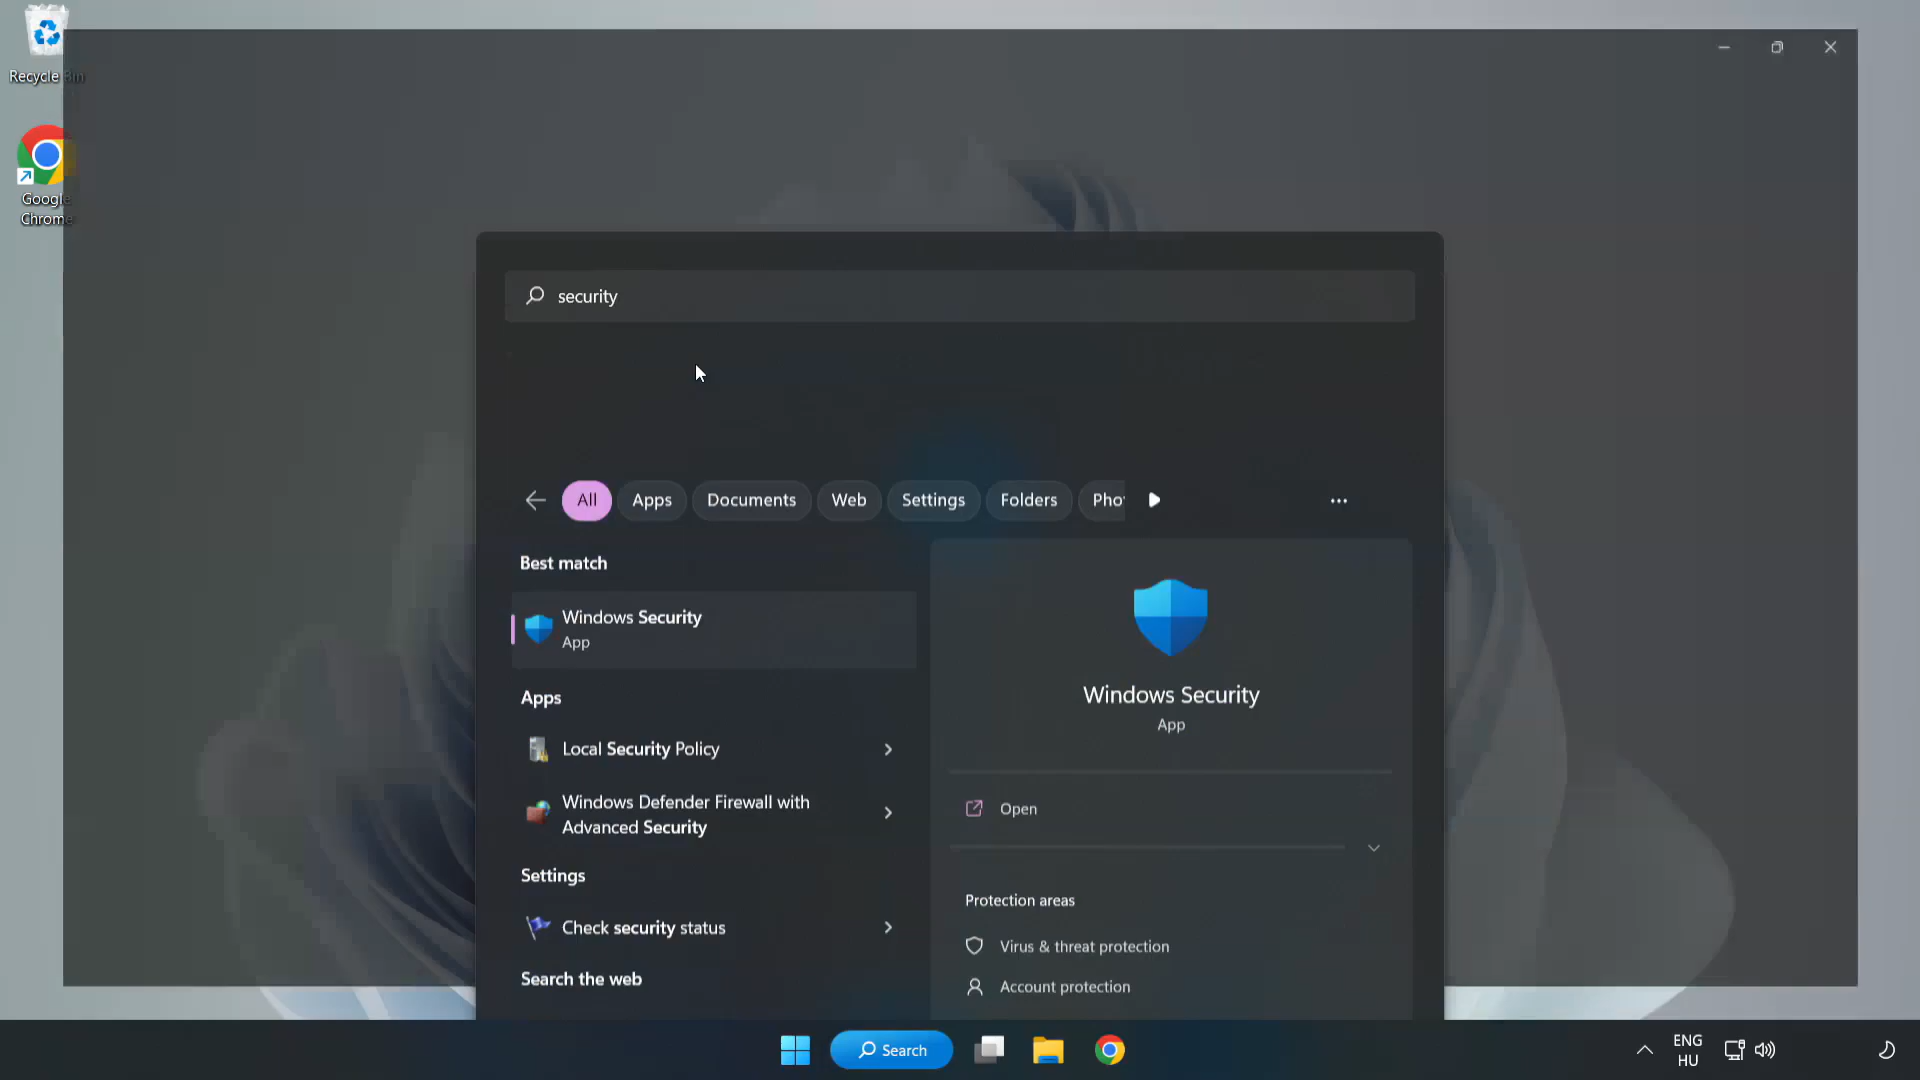 Recycle Bin
Google
Chrome
security
All
Apps
Documents
Web
Settings
Folders
Best match
Windows Security
App
Apps
Local Security Policy
Windows Defender Firewall with
Advanced Security
Settings
Check security status
Search the web
Windows Security
App
Open
Protection areas
Virus & threat protection
Account protection
Search
ENG
HU